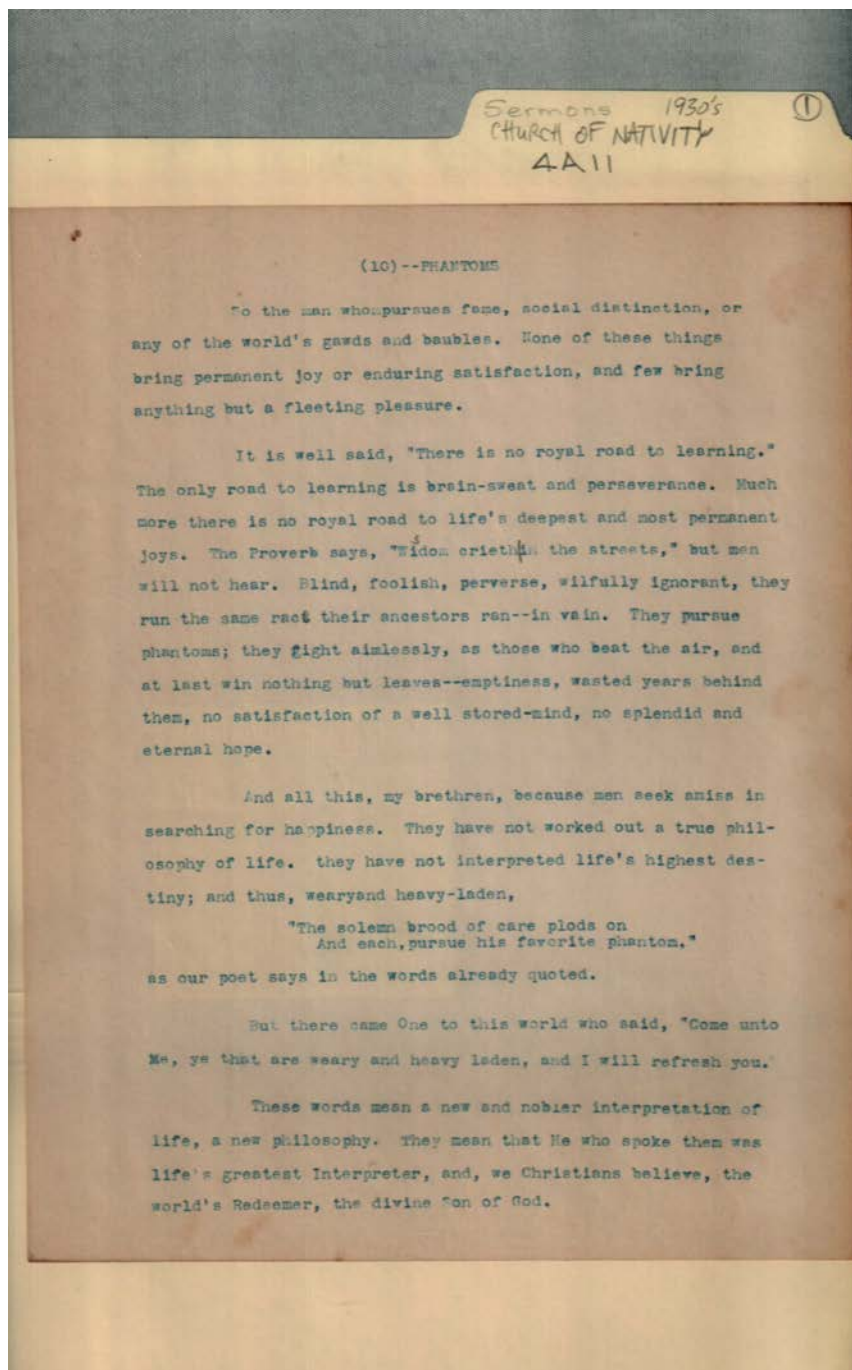 Sermons 1930's ①
CHURCH OF NATIVITY
4A11
(10)--PHANTOMS
So the man whompursues fame, social distinction, or
any of the world's gawds and baubles. None of these things
bring permanent joy or enduring satisfaction, and few bring
anything but a fleeting pleasure.
It is well said, "There is no royal road to learning."
The only road to learning is brain-sweat and perseverance. Much
more there is no royal road to life's deepest and most permanent
joys. The Proverb says, "Wisdom crieth in the streets," but men
will not hear. Blind, foolish, perverse, wilfully ignorant, they
run the same race their ancestors ran--in vain. They pursue
phantoms; they fight aimlessly, as those who beat the air, and
at last win nothing but leaves--emptiness, wasted years behind
them, no satisfaction of a well stored-mind, no splendid and
eternal hope.
And all this, my brethren, because men seek amiss in
searching for happiness. They have not worked out a true phil-
osophy of life. they have not interpreted life's highest des-
tiny; and thus, wearyand heavy-laden,
"The solemn brood of care plods on
And each,pursue his favorite phantom,"
as our poet says in the words already quoted.
But there came One to this world who said, "Come unto
Me, ye that are weary and heavy laden, and I will refresh you."
These words mean a new and nobler interpretation of
life, a new philosophy. They mean that He who spoke them was
life's greatest Interpreter, and, we Christians believe, the
world's Redeemer, the divine Son of God.